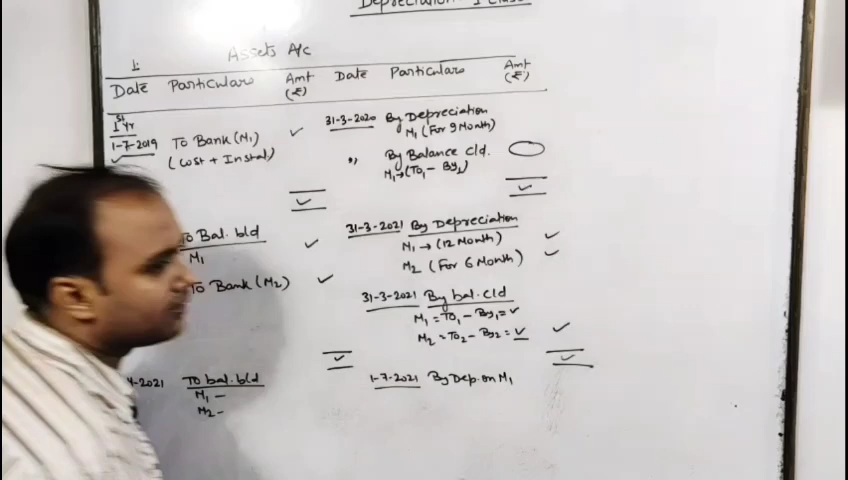 Depreciation 1 Class
1. Assets A/c
Date Particulars Amt (₹) Date Particulars Amt (₹)
1st Yr
1-7-2019 To Bank (M1) ✓ 31-3-2020 By Depreciation
(Cost + Instal) M1 (For 9 Month)
,, By Balance c/d.
M1→(To1 - By1)
✓ ✓
To Bal. b/d 31-3-2021 By Depreciation
M1 ✓ M1 → (12 Month) ✓
To Bank (M2) ✓ M2 (For 6 Month) ✓
31-3-2021 By bal. c/d
M1 = To1 - By1 = ✓
M2 = To2 - By2 = ✓ ✓
✓ ✓
4-2021 To bal. b/d 1-7-2021 By Dep. on M1
M1 -
M2 -